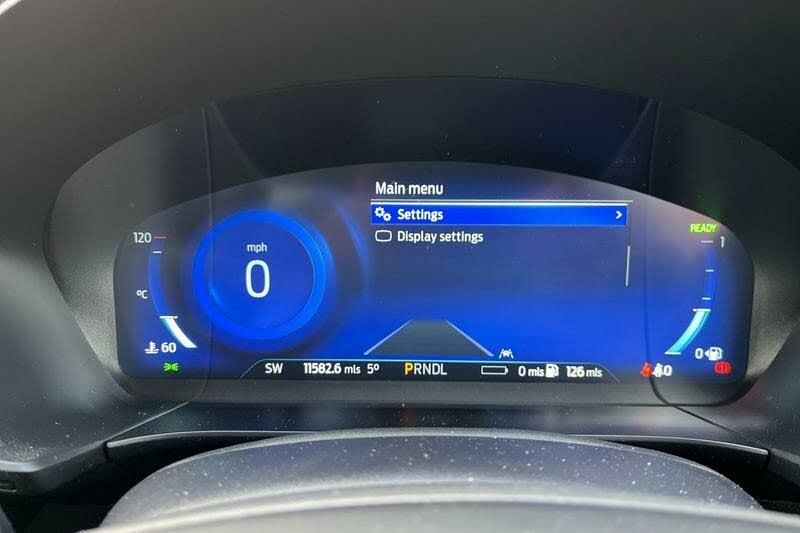 Main menu
Settings
Display settings
mph
0
120
°C
60
READY
1
0
SW 11582.6 mls 5° PRNDL 0 mls 126 mls